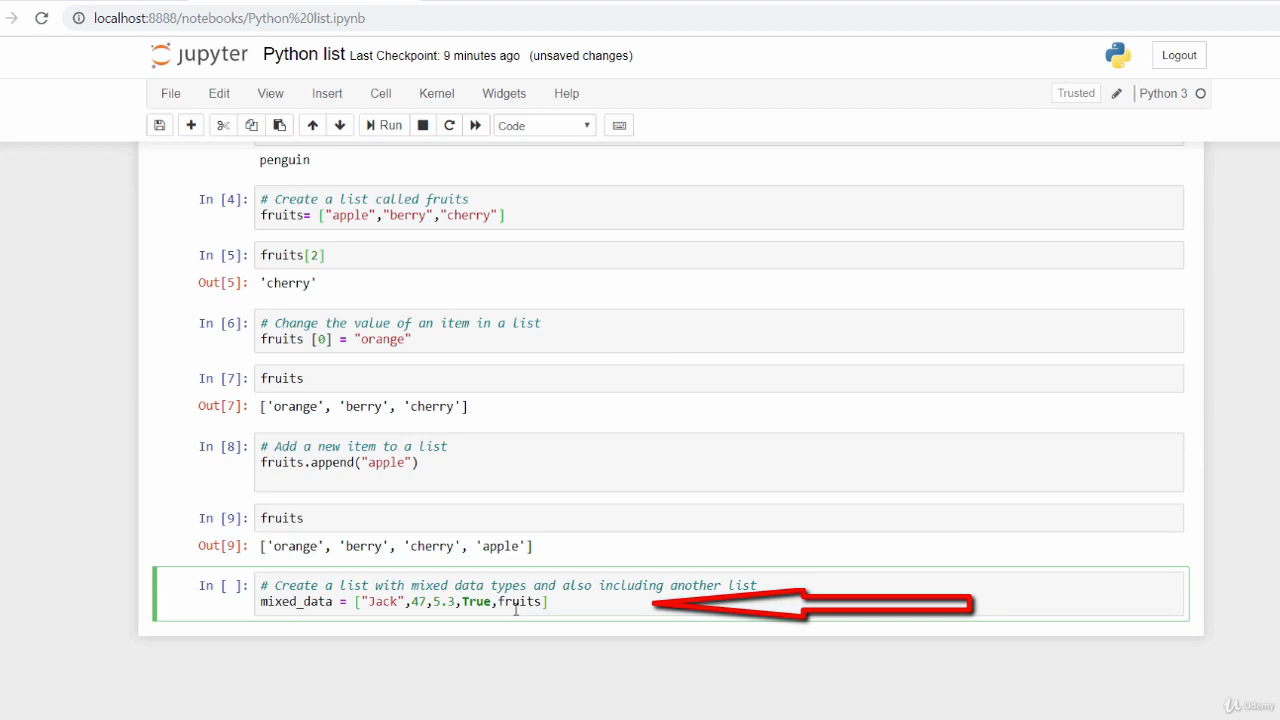 localhost:8888/notebooks/Python%20list.ipynb
jupyter Python list Last Checkpoint: 9 minutes ago (unsaved changes) Logout
File Edit View Insert Cell Kernel Widgets Help Trusted Python 3
Run Code
penguin
In [4]: # Create a list called fruits
fruits= ["apple","berry","cherry"]
In [5]: fruits[2]
Out[5]: 'cherry'
In [6]: # Change the value of an item in a list
fruits [0] = "orange"
In [7]: fruits
Out[7]: ['orange', 'berry', 'cherry']
In [8]: # Add a new item to a list
fruits.append("apple")
In [9]: fruits
Out[9]: ['orange', 'berry', 'cherry', 'apple']
In [ ]: # Create a list with mixed data types and also including another list
mixed_data = ["Jack",47,5.3,True,fruits]
Udemy